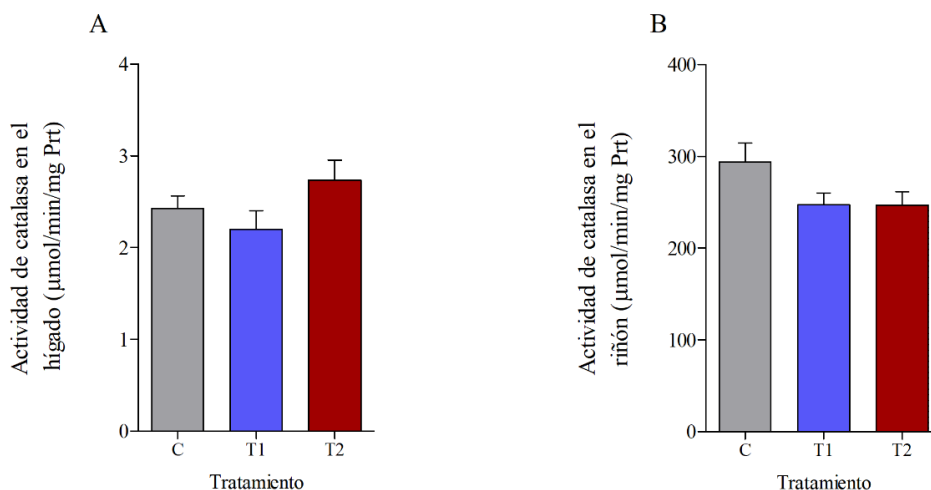 A
Actividad de catalasa en el
hígado (µmol/min/mg Prt)
4
3
2
1
0
C T1 T2
Tratamiento
B
Actividad de catalasa en el
riñón (µmol/min/mg Prt)
400
300
200
100
0
C T1 T2
Tratamiento